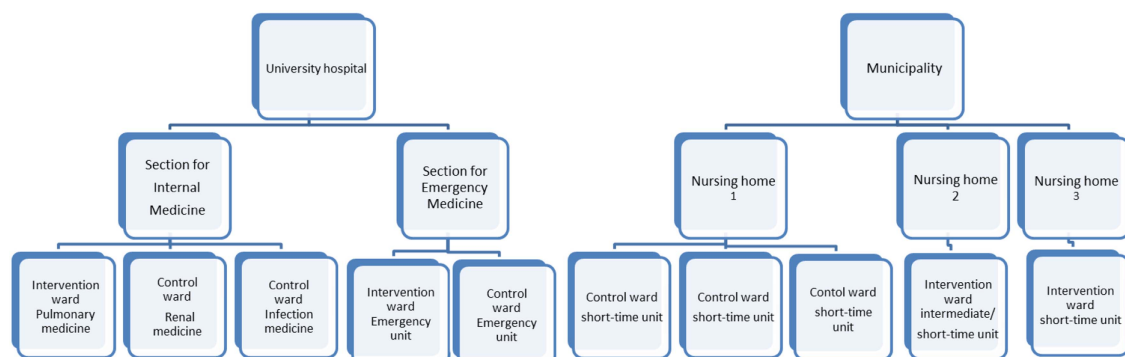 University hospital
Municipality
Section for
Internal
Medicine
Section for
Emergency
Medicine
Nursing home
1
Nursing home
2
Nursing home
3
Intervention
ward
Pulmonary
medicine
Control
ward
Renal
medicine
Control
ward
Infection
medicine
Intervention
ward
Emergency
unit
Control
ward
Emergency
unit
Control ward
short-time unit
Control ward
short-time unit
Contol ward
short-time
unit
Intervention
ward
intermediate/
short-time unit
Intervention
ward
short-time unit